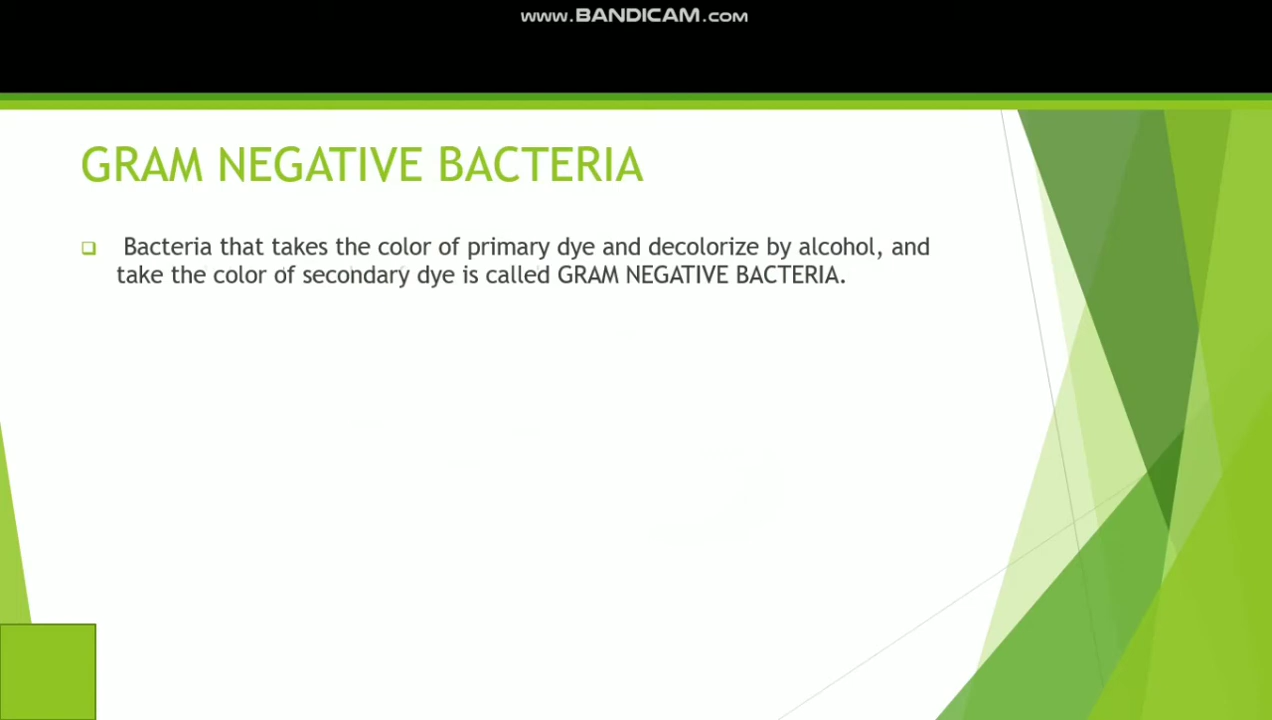 www.BANDICAM.com
GRAM NEGATIVE BACTERIA
Bacteria that takes the color of primary dye and decolorize by alcohol, and
take the color of secondary dye is called GRAM NEGATIVE BACTERIA.